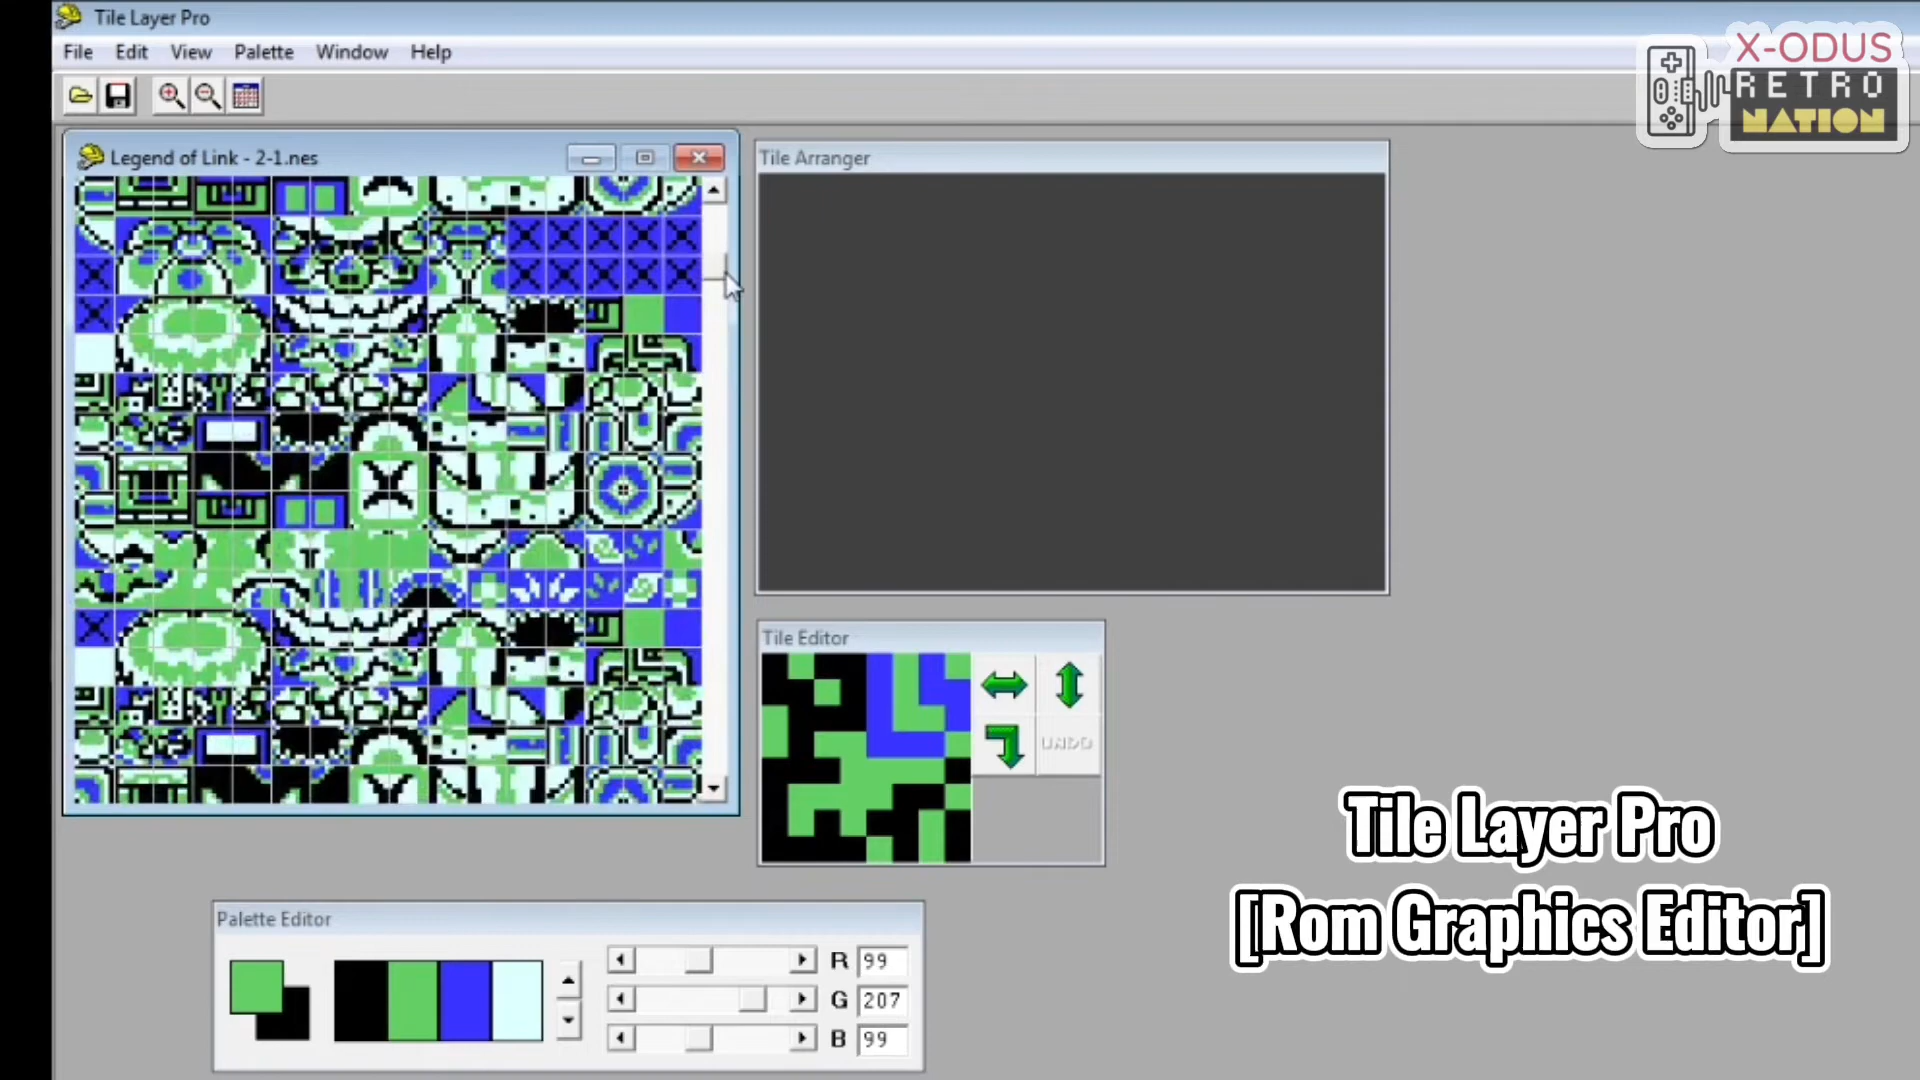 Tile Layer Pro
File Edit View Palette Window Help
X-ODUS
RETRO
NATION
Legend of Link - 2-1.nes
Tile Arranger
Tile Editor
UNDO
Tile Layer Pro
[Rom Graphics Editor]
Palette Editor
R 99
G 207
B 99